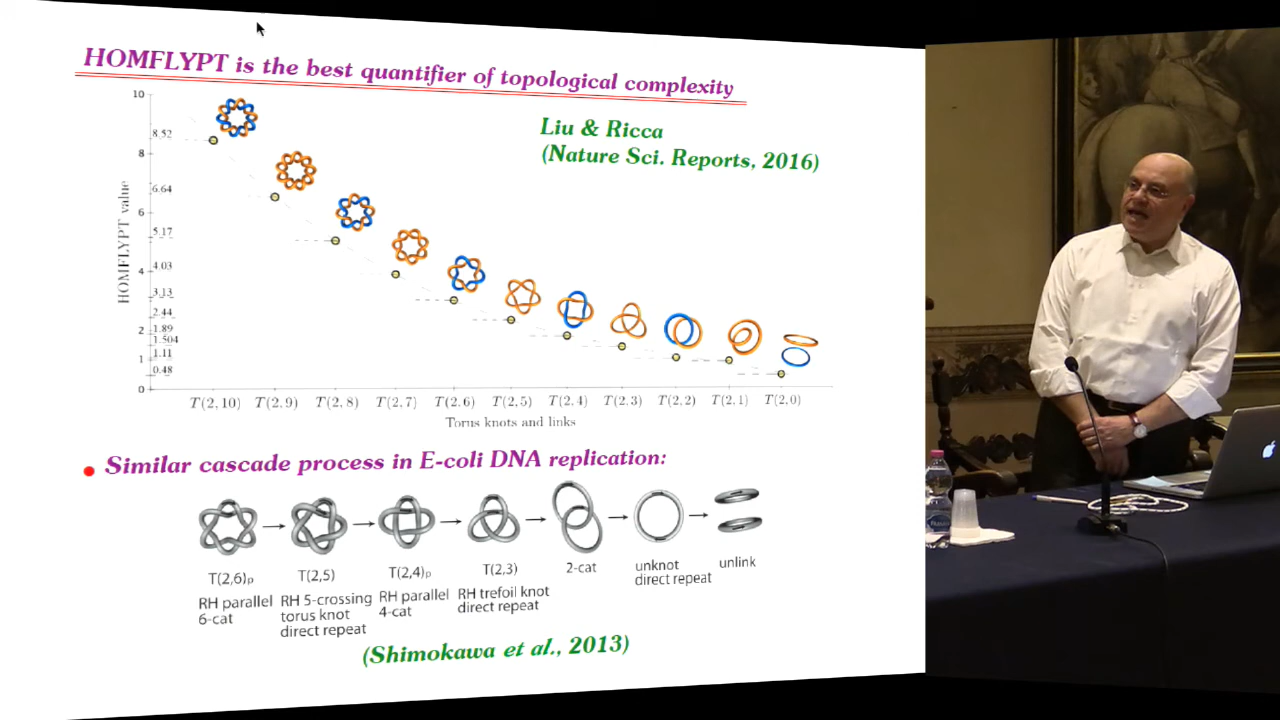 HOMFLYPT is the best quantifier of topological complexity
Liu & Ricca
(Nature Sci. Reports, 2016)
HOMFLYPT value
10
8.52
8
6.64
6
5.17
4.03
4
3.13
2.44
1.89
2
1.504
1.11
1
0.48
0
T(2,10) T(2,9) T(2,8) T(2,7) T(2,6) T(2,5) T(2,4) T(2,3) T(2,2) T(2,1) T(2,0)
Torus knots and links
Similar cascade process in E-coli DNA replication:
T(2,6)p
RH parallel
6-cat
T(2,5)
RH 5-crossing
torus knot
direct repeat
T(2,4)p
RH parallel
4-cat
T(2,3)
RH trefoil knot
direct repeat
2-cat
unknot
direct repeat
unlink
(Shimokawa et al., 2013)